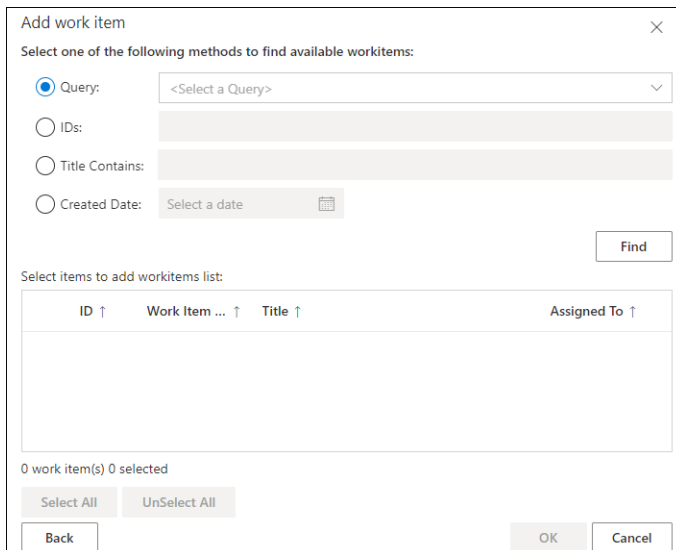 Add work item
Select one of the following methods to find available workitems:
Query: <Select a Query>
IDs:
Title Contains:
Created Date: Select a date
Find
Select items to add workitems list:
ID ↑ Work Item ... ↑ Title ↑ Assigned To ↑
0 work item(s) 0 selected
Select All UnSelect All
Back OK Cancel